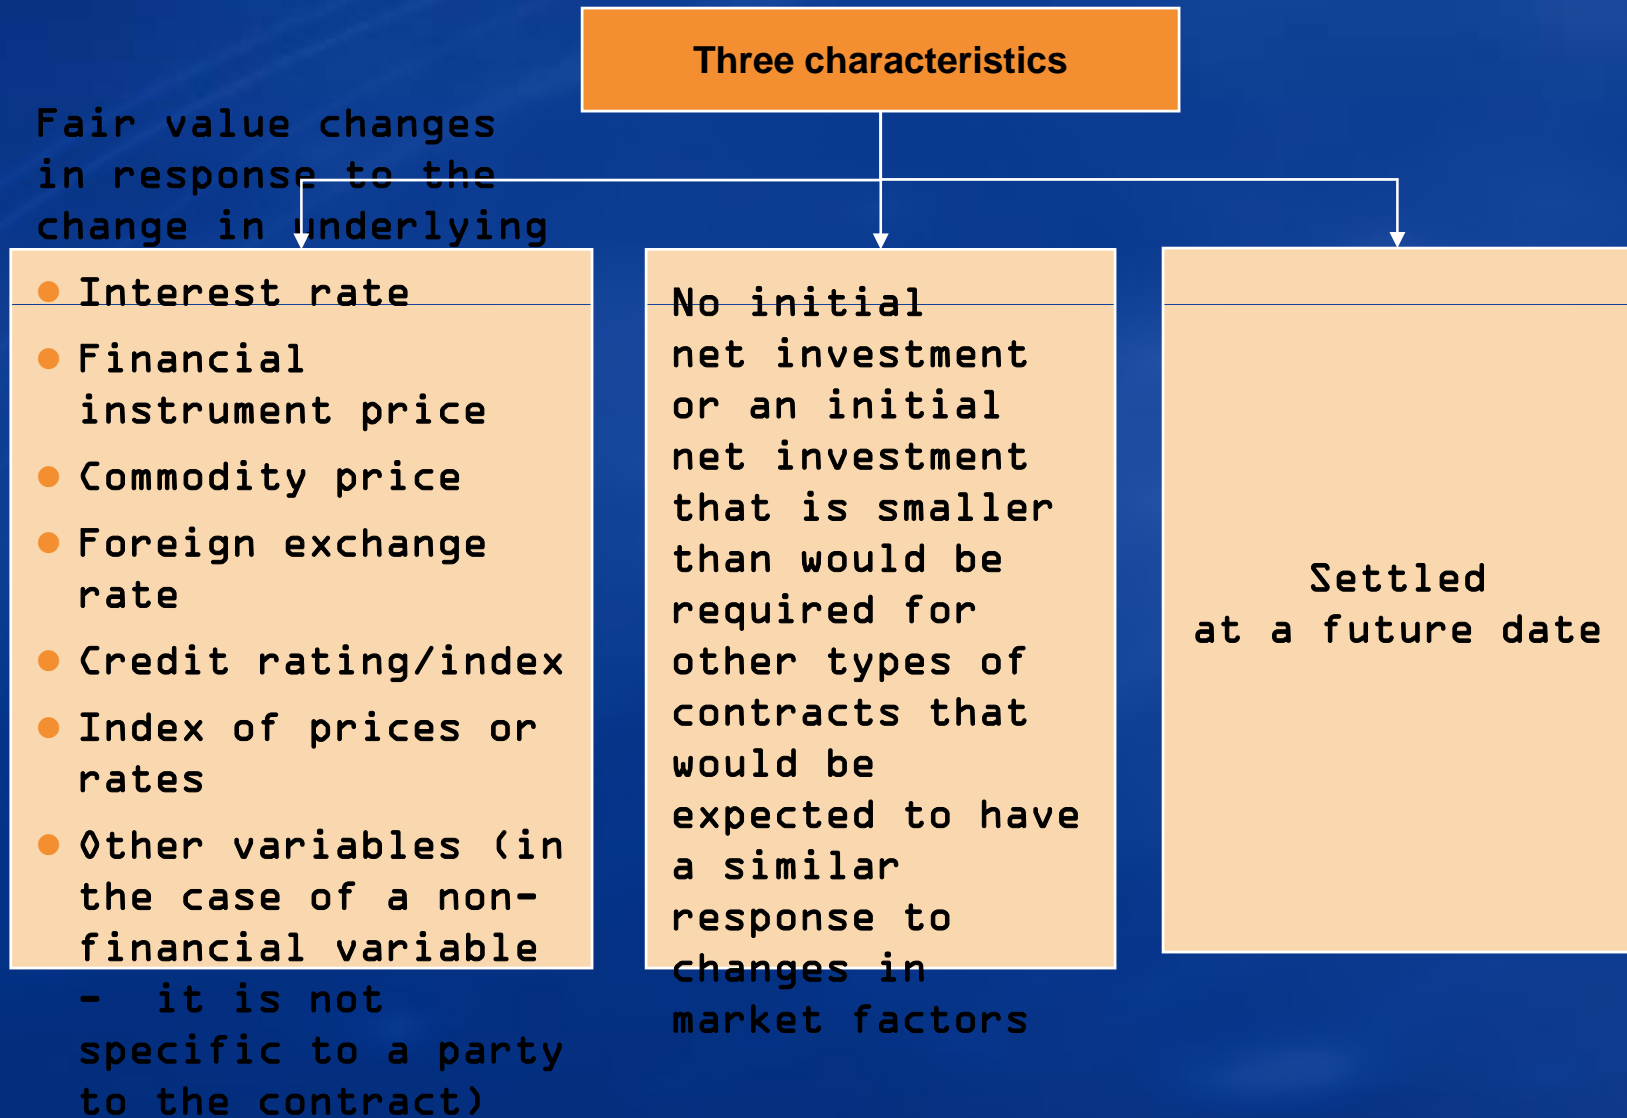 Three characteristics
Fair value changes
in response to the
change in underlying
Interest rate
Financial
instrument price
Commodity price
Foreign exchange
rate
Credit rating/index
Index of prices or
rates
Other variables (in
the case of a non-
financial variable
- it is not
specific to a party
to the contract)
No initial
net investment
or an initial
net investment
that is smaller
than would be
required for
other types of
contracts that
would be
expected to have
a similar
response to
changes in
market factors
Settled
at a future date